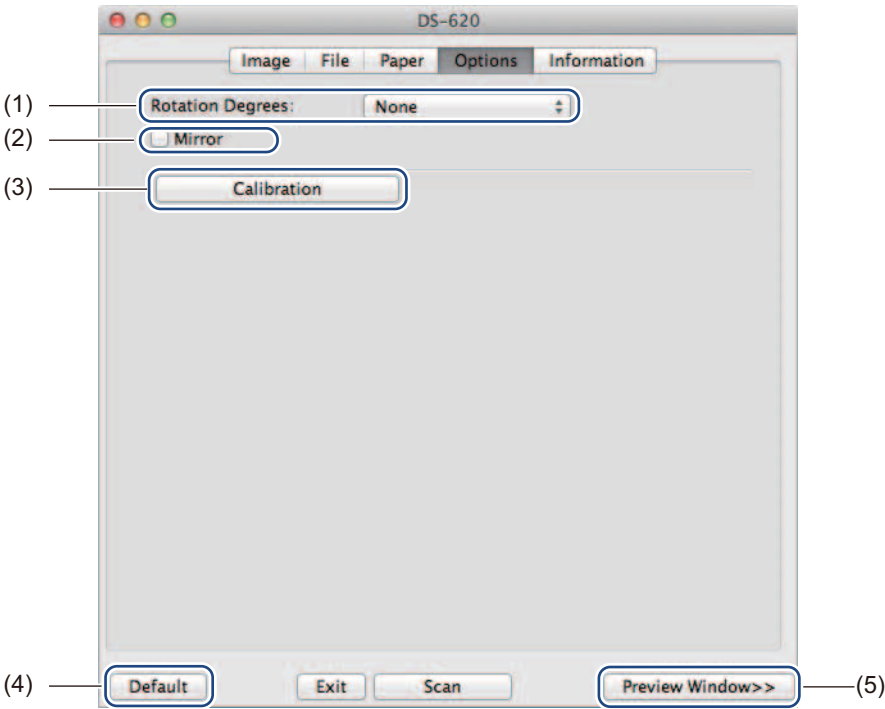 DS-620
Image File Paper Options Information
(1) Rotation Degrees: None
(2) Mirror
(3) Calibration
(4) Default Exit Scan Preview Window>> (5)